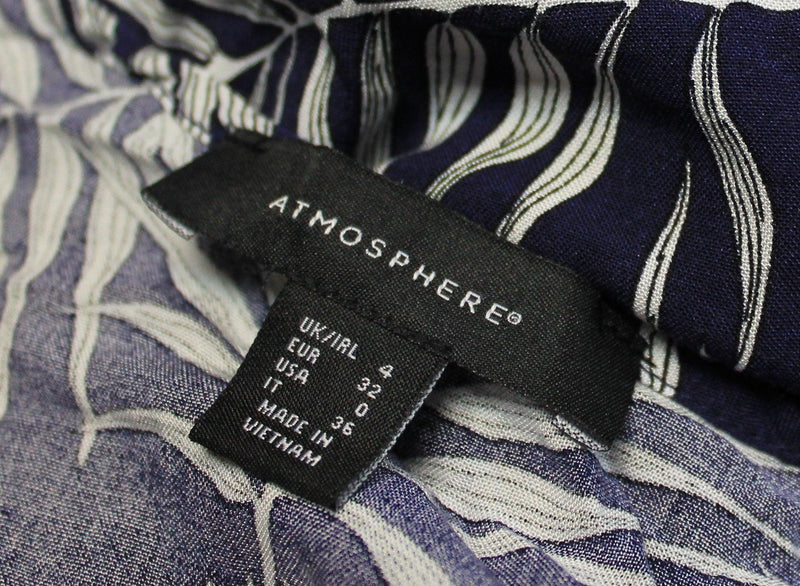 ATMOSPHERE®
UK/IRL 4
EUR 32
USA 0
IT 36
MADE IN
VIETNAM